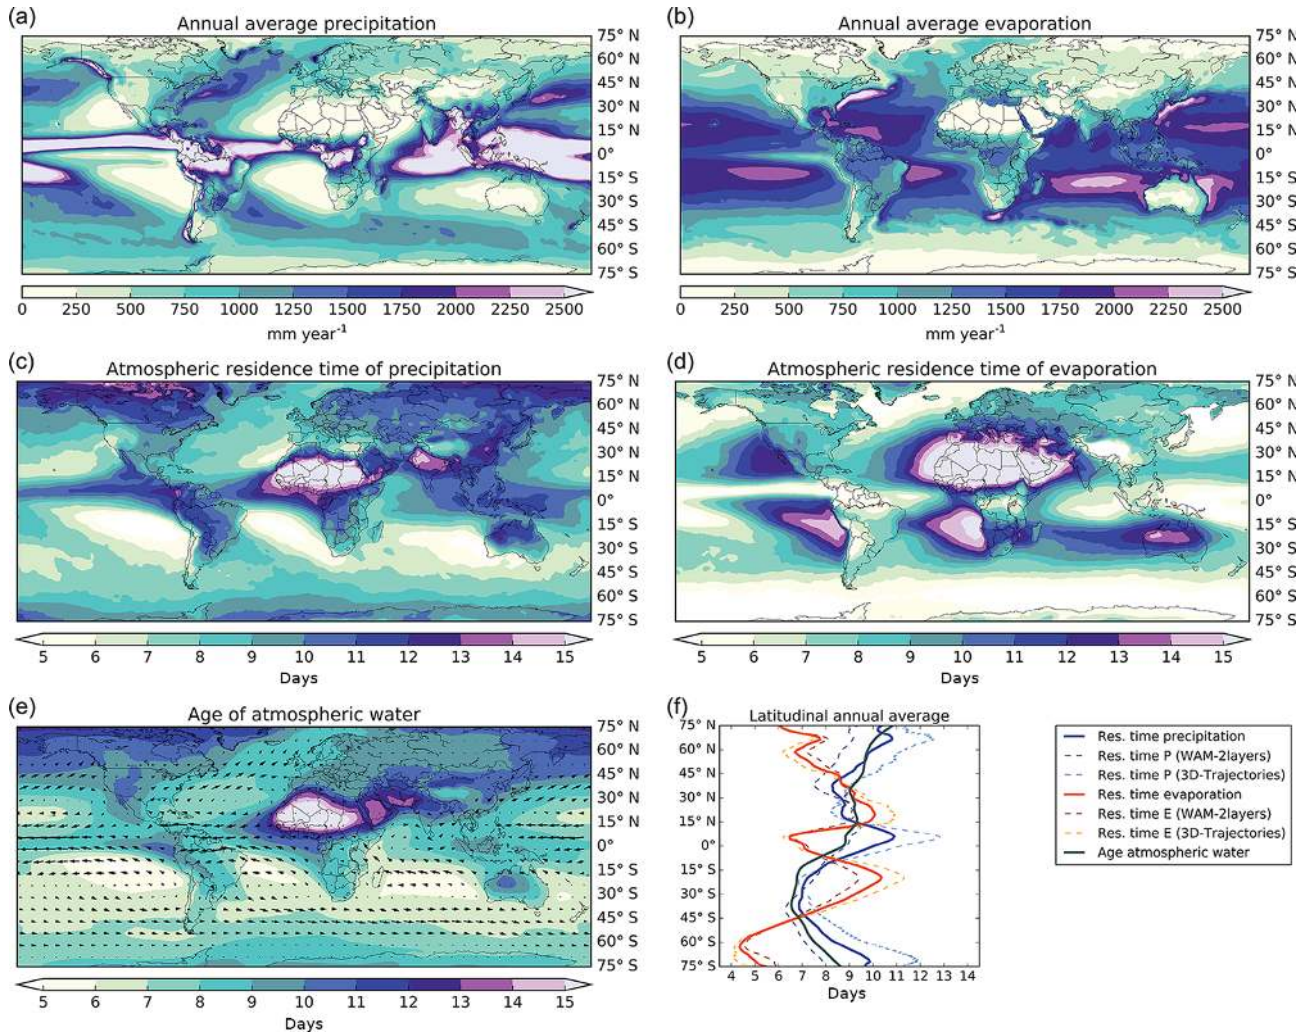 (a) Annual average precipitation
75° N
60° N
45° N
30° N
15° N
0°
15° S
30° S
45° S
60° S
75° S
0 250 500 750 1000 1250 1500 1750 2000 2250 2500
mm year-1
(b) Annual average evaporation
75° N
60° N
45° N
30° N
15° N
0°
15° S
30° S
45° S
60° S
75° S
0 250 500 750 1000 1250 1500 1750 2000 2250 2500
mm year-1
(c) Atmospheric residence time of precipitation
75° N
60° N
45° N
30° N
15° N
0°
15° S
30° S
45° S
60° S
75° S
5 6 7 8 9 10 11 12 13 14 15
Days
(d) Atmospheric residence time of evaporation
75° N
60° N
45° N
30° N
15° N
0°
15° S
30° S
45° S
60° S
75° S
5 6 7 8 9 10 11 12 13 14 15
Days
(e) Age of atmospheric water
75° N
60° N
45° N
30° N
15° N
0°
15° S
30° S
45° S
60° S
75° S
5 6 7 8 9 10 11 12 13 14 15
Days
(f) Latitudinal annual average
75° N
60° N
45° N
30° N
15° N
0°
15° S
30° S
45° S
60° S
75° S
4 5 6 7 8 9 10 11 12 13 14
Days
Res. time precipitation
Res. time P (WAM-2layers)
Res. time P (3D-Trajectories)
Res. time evaporation
Res. time E (WAM-2layers)
Res. time E (3D-Trajectories)
Age atmospheric water